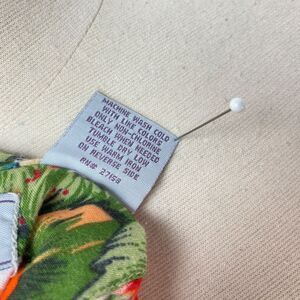 MACHINE WASH COLD
WITH LIKE COLORS
ONLY NON-CHLORINE
BLEACH WHEN NEEDED
TUMBLE DRY LOW
USE WARM IRON
ON REVERSE SIDE
RN# 27159